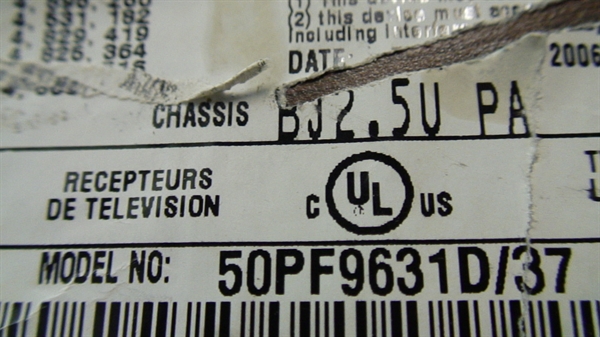 (2) this device must
Including
DATE: 2006
CHASSIS BJ2.5U PA
RECEPTEURS
DE TELEVISION
C UL US
MODEL NO: 50PF9631D/37